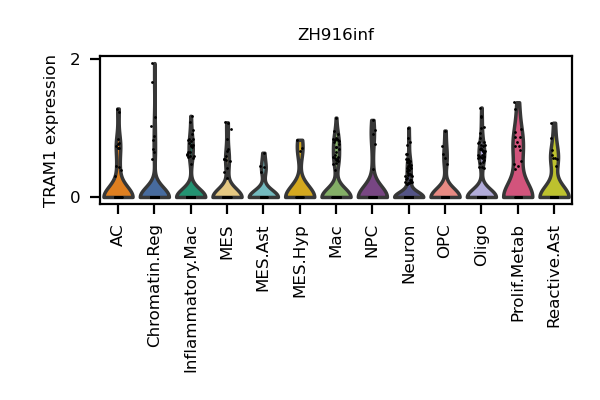 ZH916inf
TRAM1 expression
2
0
AC
Chromatin.Reg
Inflammatory.Mac
MES
MES.Ast
MES.Hyp
Mac
NPC
Neuron
OPC
Oligo
Prolif.Metab
Reactive.Ast